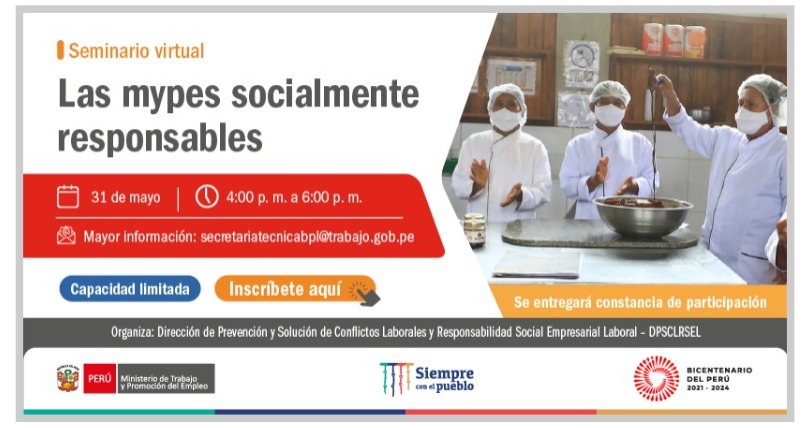 Seminario virtual
Las mypes socialmente
responsables
31 de mayo
4:00 p. m. a 6:00 p. m.
Mayor información: secretariatecnicabpl@trabajo.gob.pe
Capacidad limitada
Inscríbete aquí
Se entregará constancia de participación
Organiza: Dirección de Prevención y Solución de Conflictos Laborales y Responsabilidad Social Empresarial Laboral – DPSCLRSEL
PERÚ
Ministerio de Trabajo
y Promoción del Empleo
Siempre
con el pueblo
BICENTENARIO
DEL PERÚ
2021 - 2024